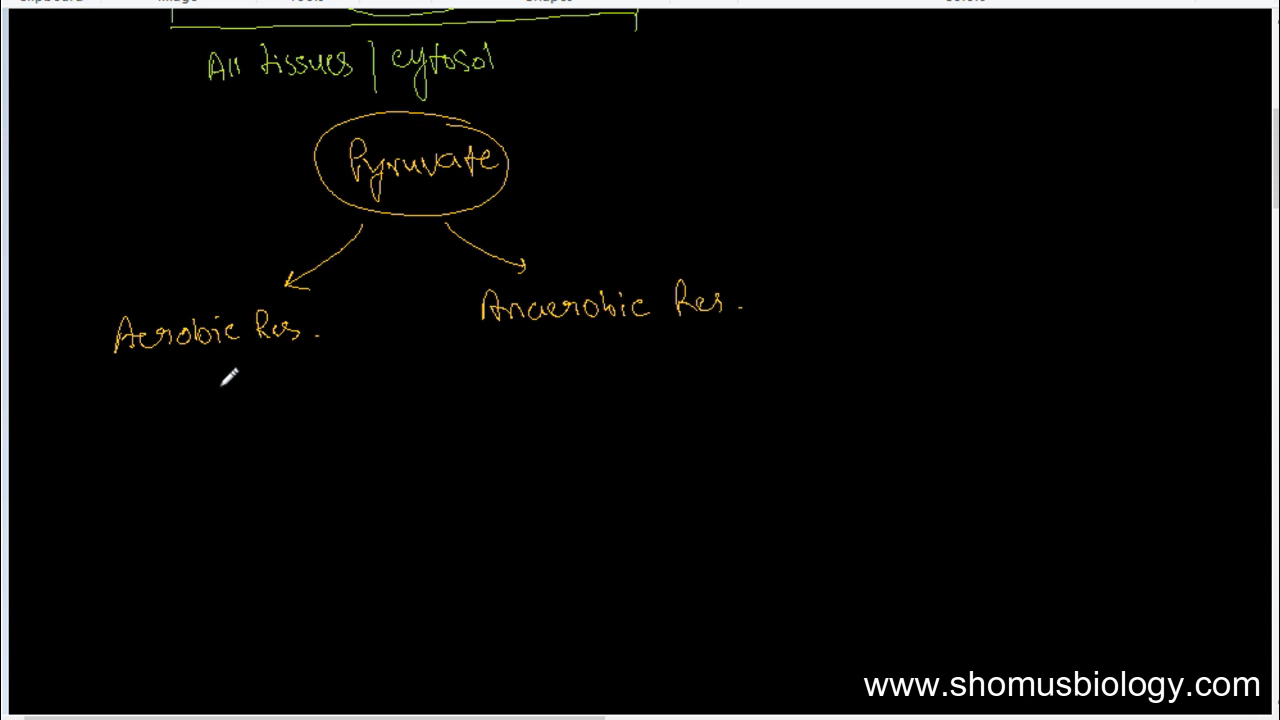 All tissues | cytosol
Pyruvate
Aerobic Res.
Anaerobic Res.
www.shomusbiology.com